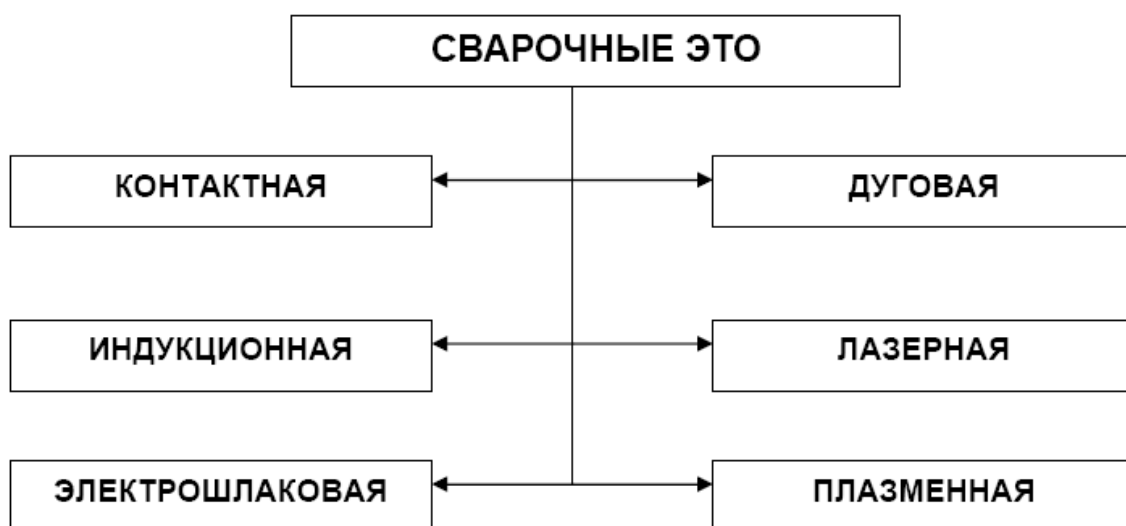 СВАРОЧНЫЕ ЭТО
КОНТАКТНАЯ
ДУГОВАЯ
ИНДУКЦИОННАЯ
ЛАЗЕРНАЯ
ЭЛЕКТРОШЛАКОВАЯ
ПЛАЗМЕННАЯ